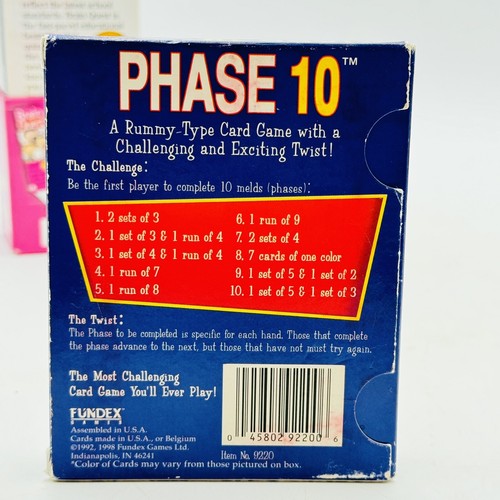 PHASE 10™
A Rummy-Type Card Game with a
Challenging and Exciting Twist!
The Challenge:
Be the first player to complete 10 melds (phases):
1. 2 sets of 3
2. 1 set of 3 & 1 run of 4
3. 1 set of 4 & 1 run of 4
4. 1 run of 7
5. 1 run of 8
6. 1 run of 9
7. 2 sets of 4
8. 7 cards of one color
9. 1 set of 5 & 1 set of 2
10. 1 set of 5 & 1 set of 3
The Twist:
The Phase to be completed is specific for each hand. Those that complete
the phase advance to the next, but those that have not must try again.
The Most Challenging
Card Game You'll Ever Play!
FUNDEX
GAMES
Assembled in U.S.A.
Cards made in U.S.A., or Belgium
©1992, 1998 Fundex Games Ltd.
Indianapolis, IN 46241
*Color of Cards may vary from those pictured on box.
0 45802 92200 6
Item No. 9220